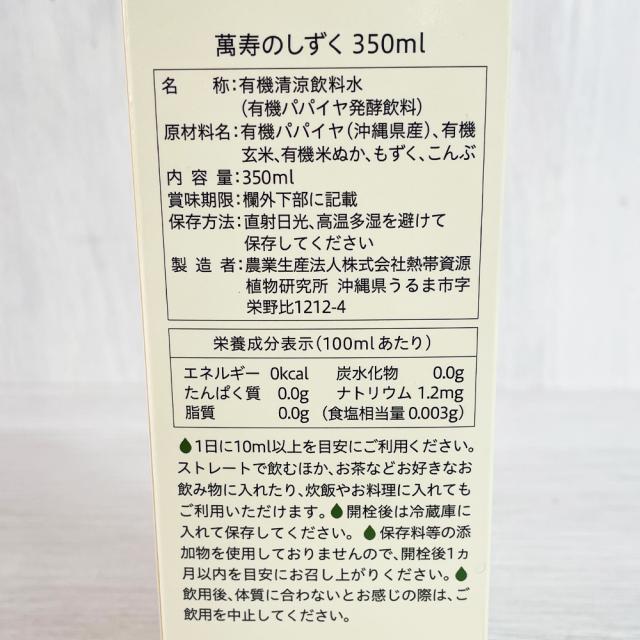 萬寿のしずく 350ml
名 称:有機清涼飲料水
(有機パパイヤ発酵飲料)
原材料名:有機パパイヤ(沖縄県産)、有機
玄米、有機米ぬか、もずく、こんぶ
内 容 量:350ml
賞味期限:欄外下部に記載
保存方法:直射日光、高温多湿を避けて
保存してください
製 造 者:農業生産法人株式会社熱帯資源
植物研究所 沖縄県うるま市字
栄野比1212-4
栄養成分表示(100mlあたり)
エネルギー 0kcal 炭水化物 0.0g
たんぱく質 0.0g ナトリウム 1.2mg
脂質 0.0g (食塩相当量 0.003g)
1日に10ml以上を目安にご利用ください。
ストレートで飲むほか、お茶などお好きなお
飲み物に入れたり、炊飯やお料理に入れても
ご利用いただけます。開栓後は冷蔵庫に
入れて保存してください。保存料等の添
加物を使用しておりませんので、開栓後1ヵ
月以内を目安にお召し上がりください。
飲用後、体質に合わないとお感じの際は、ご
飲用を中止してください。